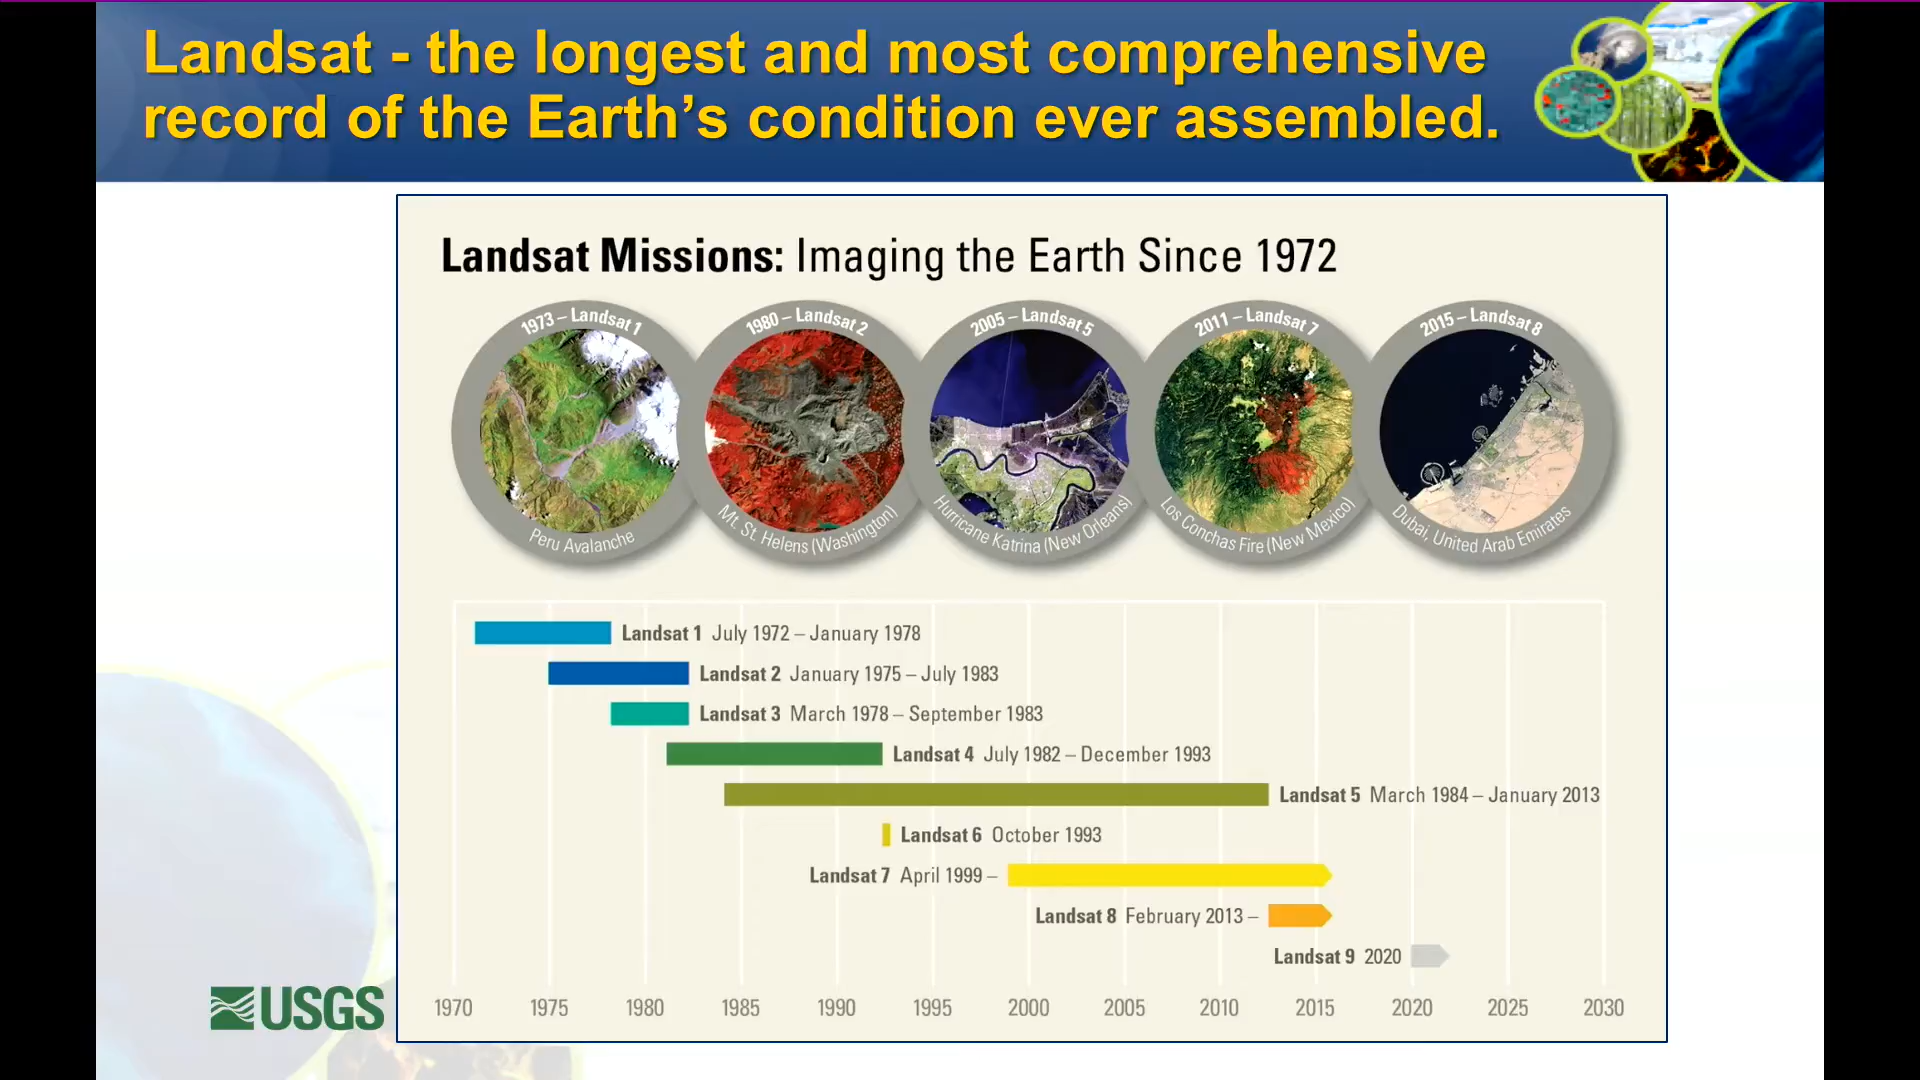 Landsat - the longest and most comprehensive
record of the Earth’s condition ever assembled.
Landsat Missions: Imaging the Earth Since 1972
1973 – Landsat 1
Peru Avalanche
1980 – Landsat 2
Mt. St. Helens (Washington)
2005 – Landsat 5
Hurricane Katrina (New Orleans)
2011 – Landsat 7
Los Conchas Fire (New Mexico)
2015 – Landsat 8
Dubai, United Arab Emirates
Landsat 1 July 1972 – January 1978
Landsat 2 January 1975 – July 1983
Landsat 3 March 1978 – September 1983
Landsat 4 July 1982 – December 1993
Landsat 5 March 1984 – January 2013
Landsat 6 October 1993
Landsat 7 April 1999 –
Landsat 8 February 2013 –
Landsat 9 2020
1970 1975 1980 1985 1990 1995 2000 2005 2010 2015 2020 2025 2030
USGS